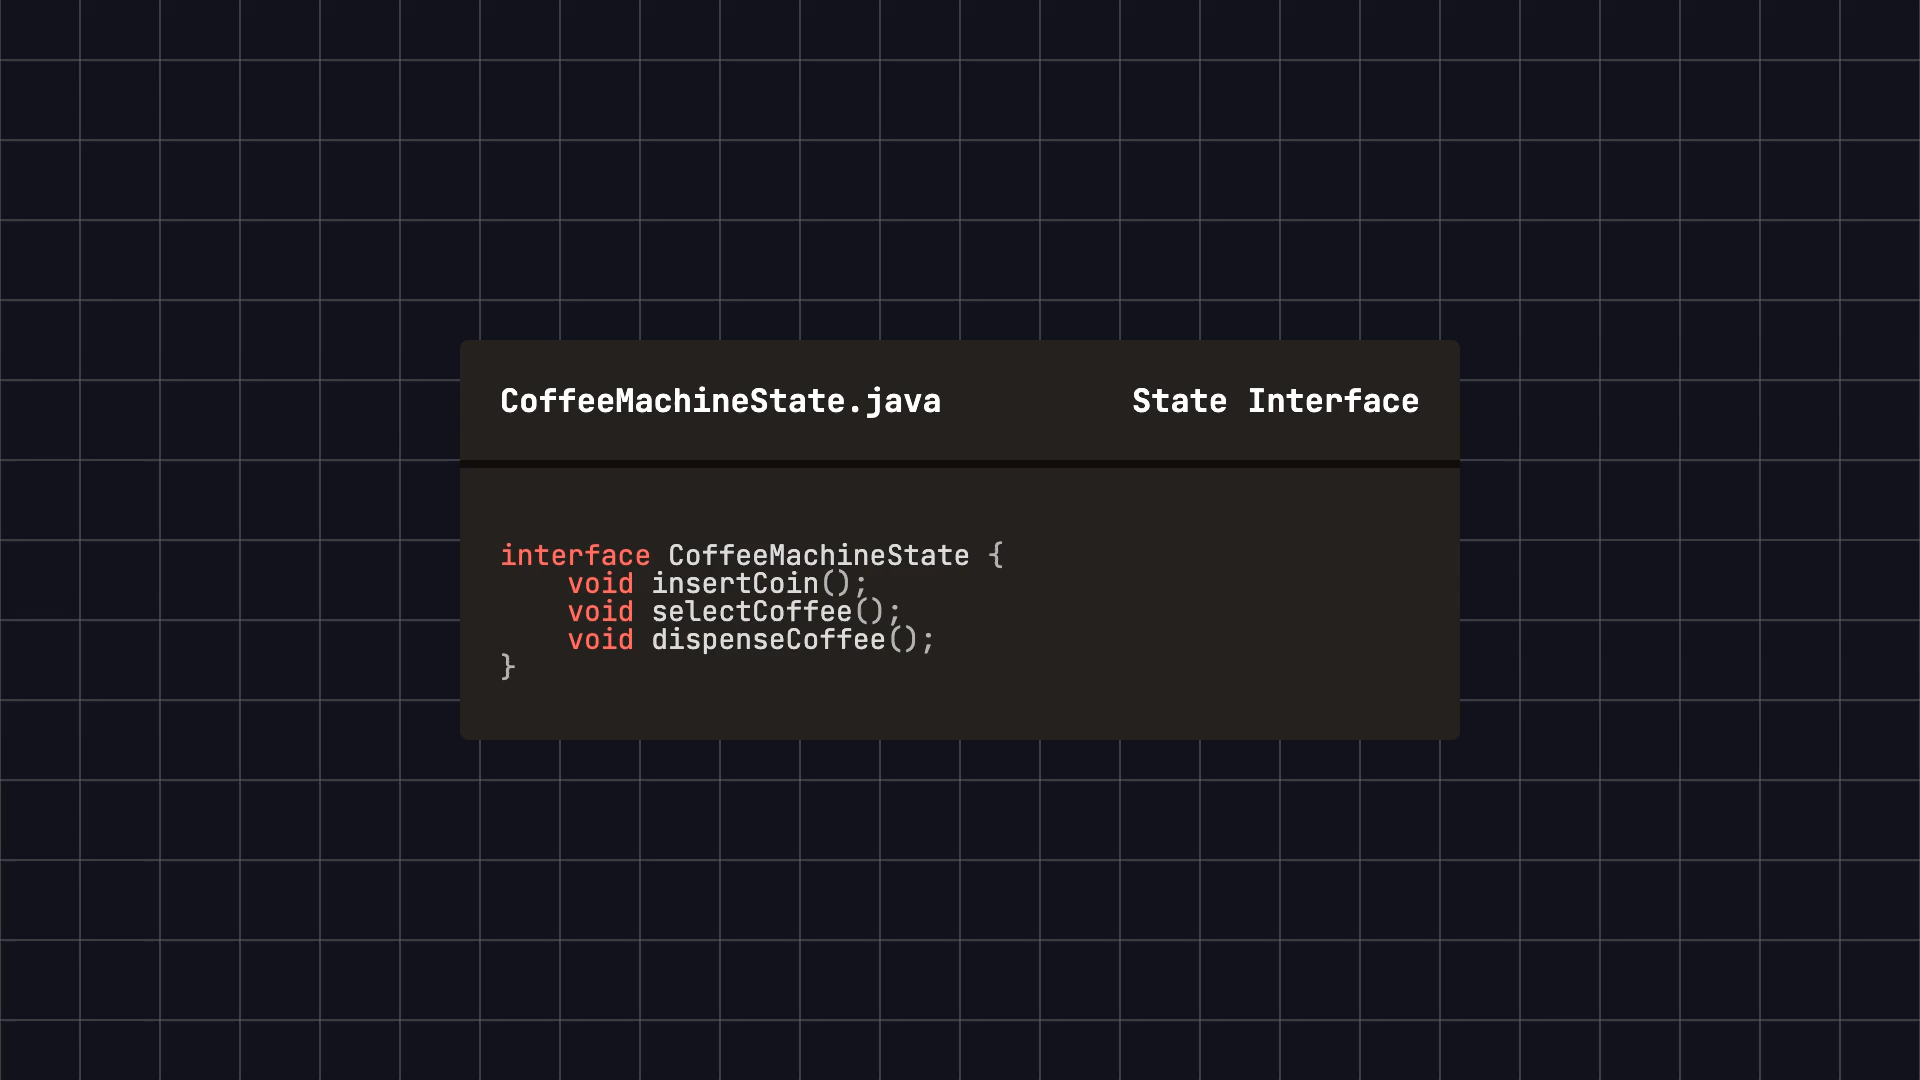 CoffeeMachineState.java State Interface
interface CoffeeMachineState {
    void insertCoin();
    void selectCoffee();
    void dispenseCoffee();
}